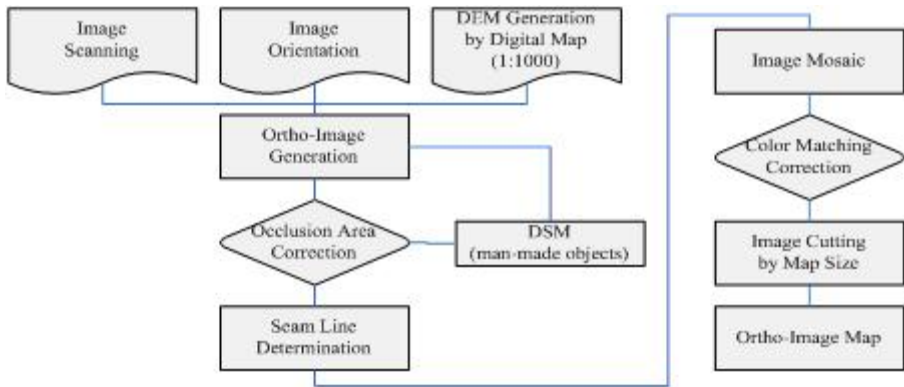 Image
Scanning
Image
Orientation
DEM Generation
by Digital Map
(1:1000)
Ortho-Image
Generation
Occlusion Area
Correction
DSM
(man-made objects)
Seam Line
Determination
Image Mosaic
Color Matching
Correction
Image Cutting
by Map Size
Ortho-Image Map